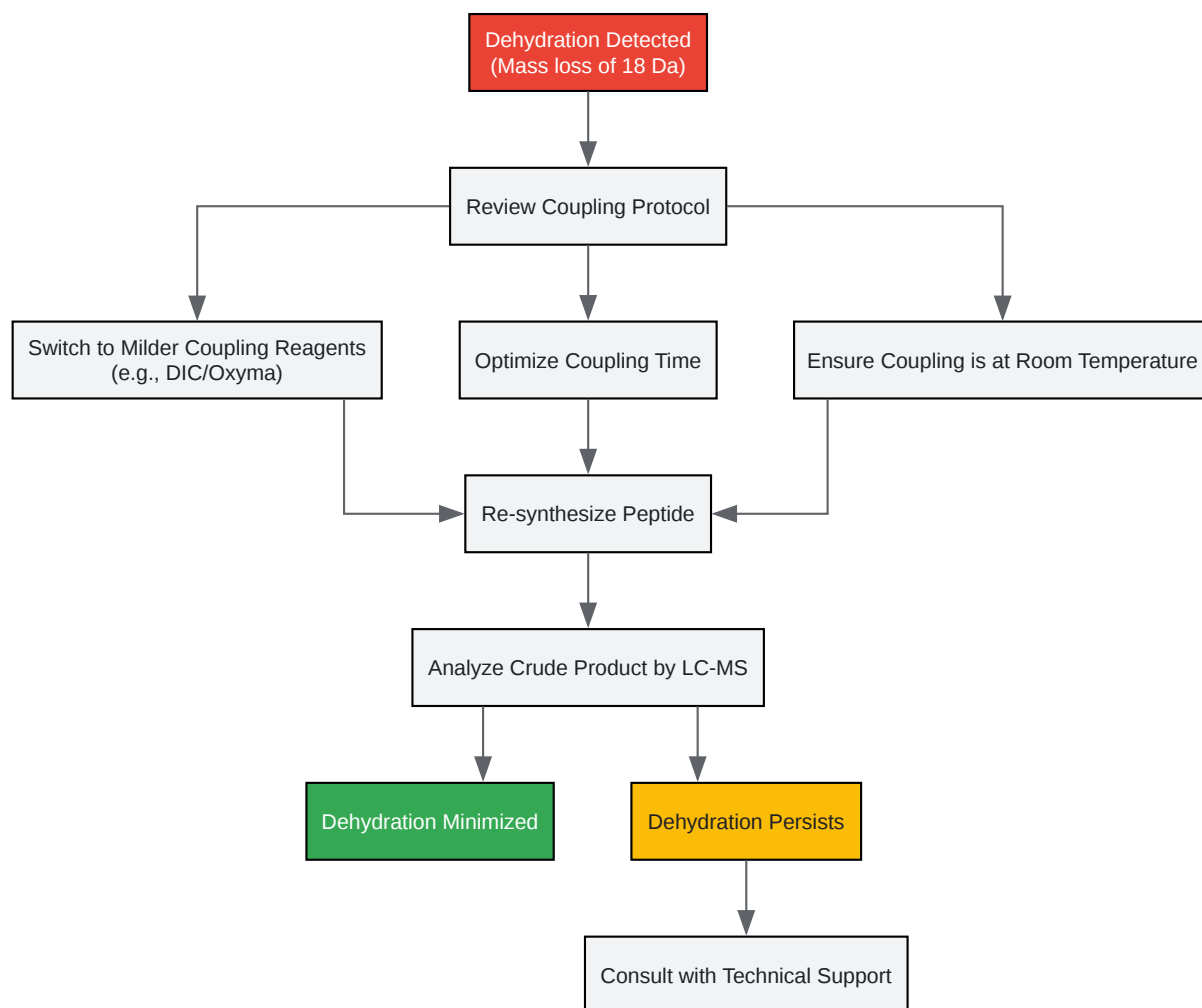 Dehydration Detected
(Mass loss of 18 Da)
Review Coupling Protocol
Switch to Milder Coupling Reagents
(e.g., DIC/Oxyma)
Optimize Coupling Time
Ensure Coupling is at Room Temperature
Re-synthesize Peptide
Analyze Crude Product by LC-MS
Dehydration Minimized
Dehydration Persists
Consult with Technical Support